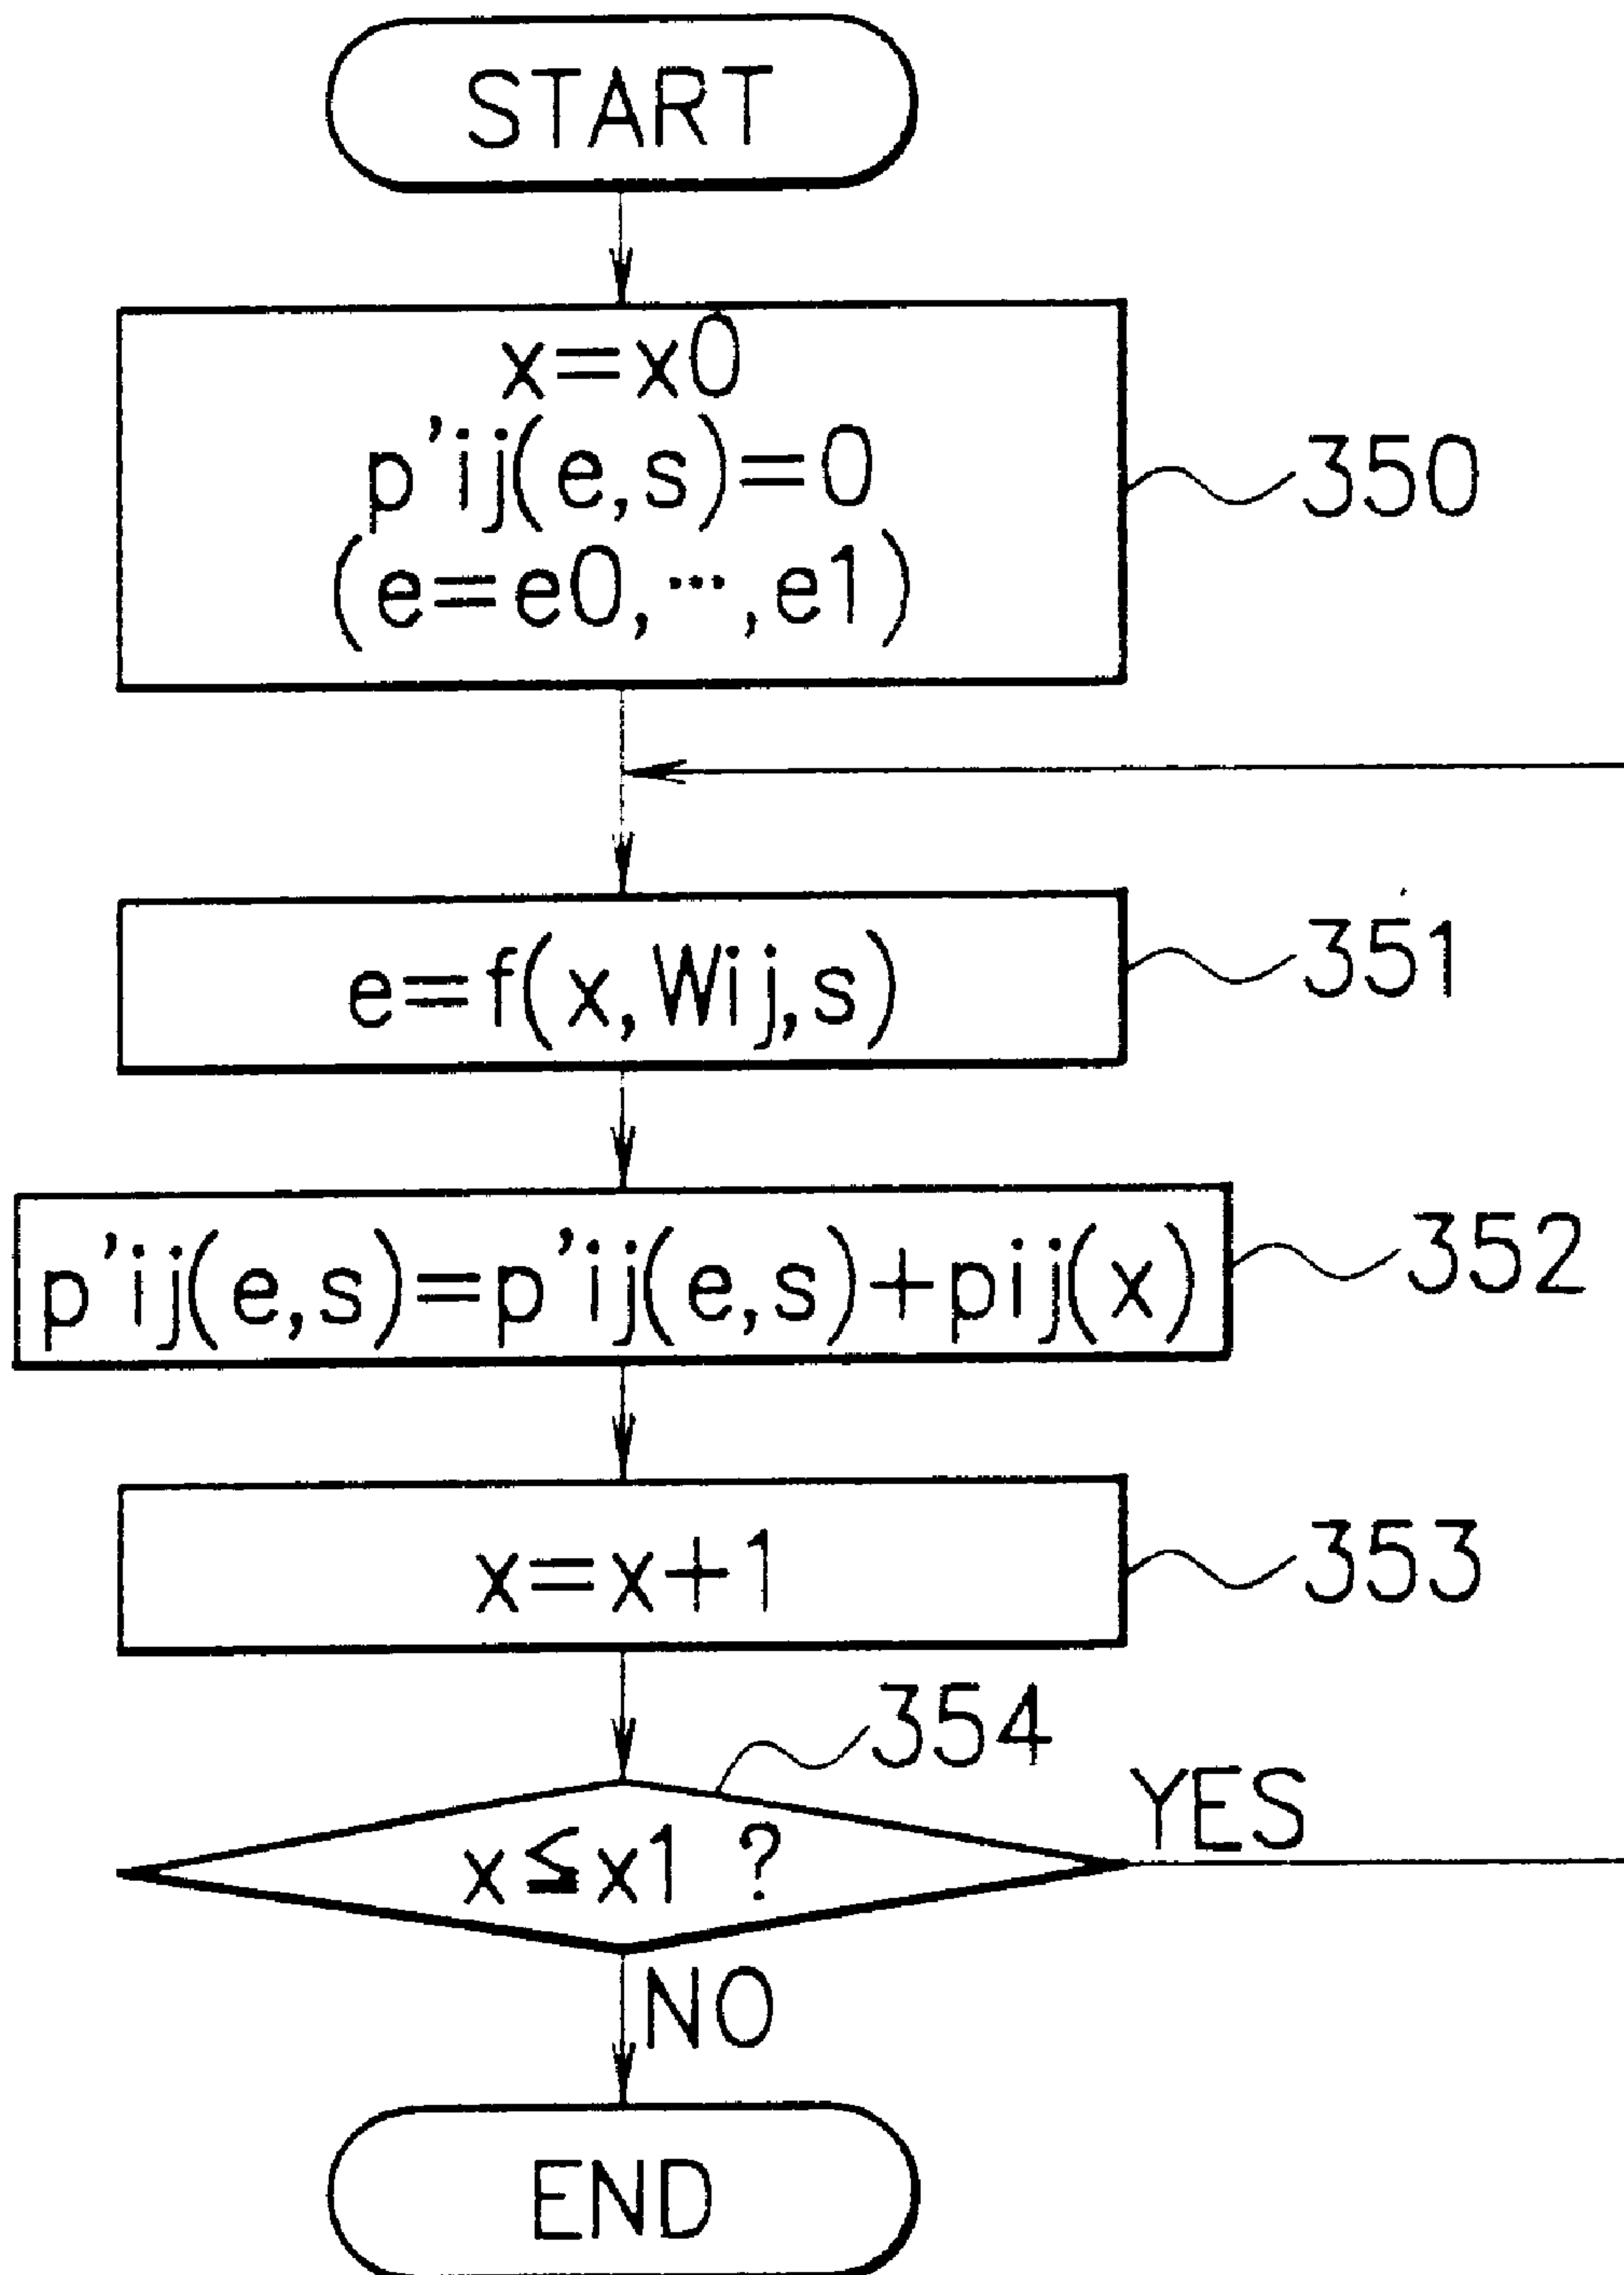 START
x=x0
p'ij(e,s)=0
(e=e0,⋯,e1)
350
e=f(x,Wij,s)
351
p'ij(e,s)=p'ij(e,s)+pij(x)
352
x=x+1
353
354
x≦x1 ?
YES
NO
END